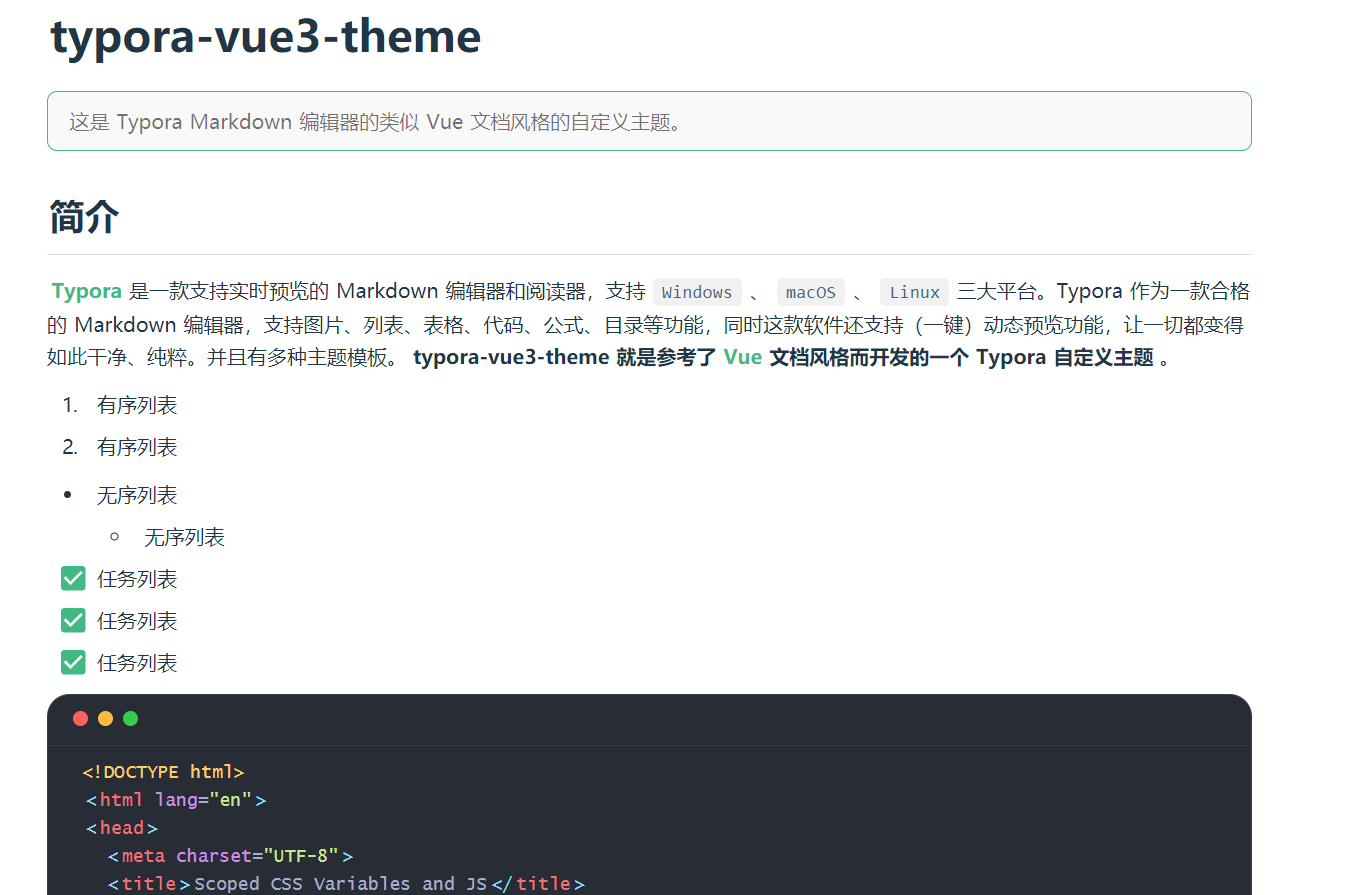 typora-vue3-theme
这是 Typora Markdown 编辑器的类似 Vue 文档风格的自定义主题。
简介
Typora 是一款支持实时预览的 Markdown 编辑器和阅读器，支持 Windows 、 macOS 、 Linux 三大平台。Typora 作为一款合格
的 Markdown 编辑器，支持图片、列表、表格、代码、公式、目录等功能，同时这款软件还支持（一键）动态预览功能，让一切都变得
如此干净、纯粹。并且有多种主题模板。 typora-vue3-theme 就是参考了 Vue 文档风格而开发的一个 Typora 自定义主题 。
1. 有序列表
2. 有序列表
• 无序列表
◦ 无序列表
任务列表
任务列表
任务列表
<!DOCTYPE html>
<html lang="en">
<head>
<meta charset="UTF-8">
<title>Scoped CSS Variables and JS</title>